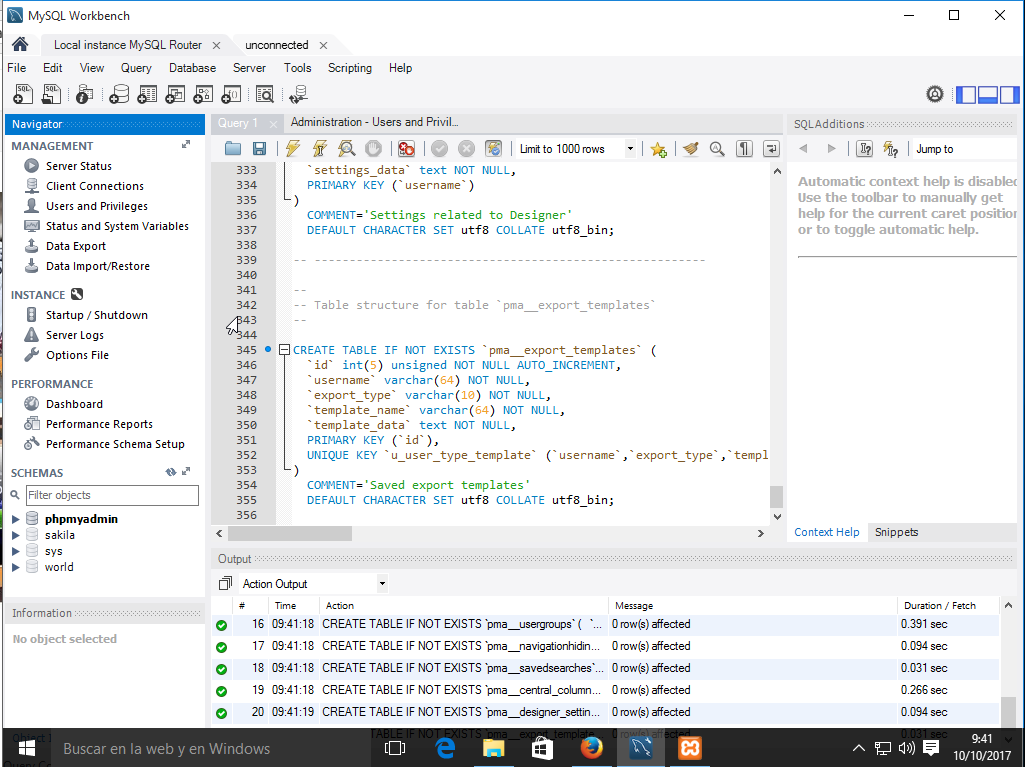 MySQL Workbench
Local instance MySQL Router
unconnected
File Edit View Query Database Server Tools Scripting Help
Navigator
MANAGEMENT
Server Status
Client Connections
Users and Privileges
Status and System Variables
Data Export
Data Import/Restore
INSTANCE
Startup / Shutdown
Server Logs
Options File
PERFORMANCE
Dashboard
Performance Reports
Performance Schema Setup
SCHEMAS
Filter objects
phpmyadmin
sakila
sys
world
Information
No object selected
Query 1
Administration - Users and Privil...
Limit to 1000 rows
333 `settings_data` text NOT NULL,
334 PRIMARY KEY (`username`)
335 )
336 COMMENT='Settings related to Designer'
337 DEFAULT CHARACTER SET utf8 COLLATE utf8_bin;
338
339 -- --------------------------------------------------------
340
341 --
342 -- Table structure for table `pma__export_templates`
343 --
344
345 CREATE TABLE IF NOT EXISTS `pma__export_templates` (
346 `id` int(5) unsigned NOT NULL AUTO_INCREMENT,
347 `username` varchar(64) NOT NULL,
348 `export_type` varchar(10) NOT NULL,
349 `template_name` varchar(64) NOT NULL,
350 `template_data` text NOT NULL,
351 PRIMARY KEY (`id`),
352 UNIQUE KEY `u_user_type_template` (`username`,`export_type`,`templ
353 )
354 COMMENT='Saved export templates'
355 DEFAULT CHARACTER SET utf8 COLLATE utf8_bin;
356
SQLAdditions
Jump to
Automatic context help is disabled
Use the toolbar to manually get
help for the current caret position
or to toggle automatic help.
Context Help Snippets
Output
Action Output
# Time Action Message Duration / Fetch
16 09:41:18 CREATE TABLE IF NOT EXISTS `pma__usergroups` ( `... 0 row(s) affected 0.391 sec
17 09:41:18 CREATE TABLE IF NOT EXISTS `pma__navigationhidin... 0 row(s) affected 0.094 sec
18 09:41:18 CREATE TABLE IF NOT EXISTS `pma__savedsearches`... 0 row(s) affected 0.031 sec
19 09:41:18 CREATE TABLE IF NOT EXISTS `pma__central_column... 0 row(s) affected 0.266 sec
20 09:41:19 CREATE TABLE IF NOT EXISTS `pma__designer_settin... 0 row(s) affected 0.094 sec
Buscar en la web y en Windows
9:41
10/10/2017